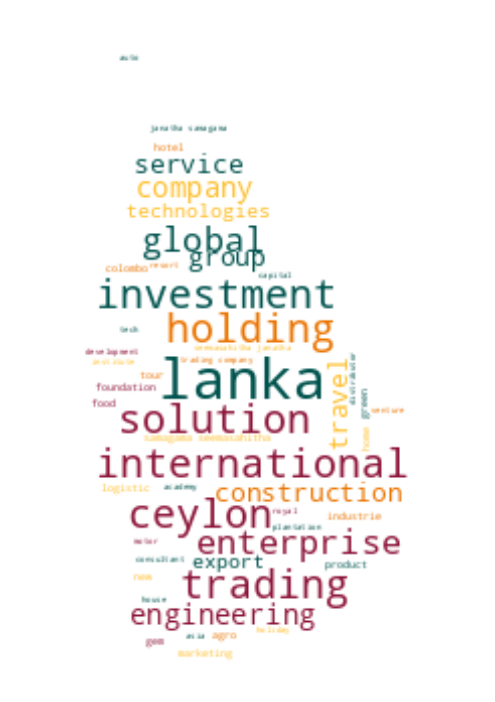 auto
janatha samagama
hotel
service
company
technologies
global
group
colombo resort
capital
investment
holding
tech
seemasahitha janatha
development
institute
trading company
distributor
lanka
tour
travel
foundation
green
food
venture
solution
home
samagama seemasahitha
international
logistic
academy
construction
ceylon
royal
industrie
plantation
motor
enterprise
consultant
export
product
new
trading
house
engineering
holiday
asia
agro
gem
marketing